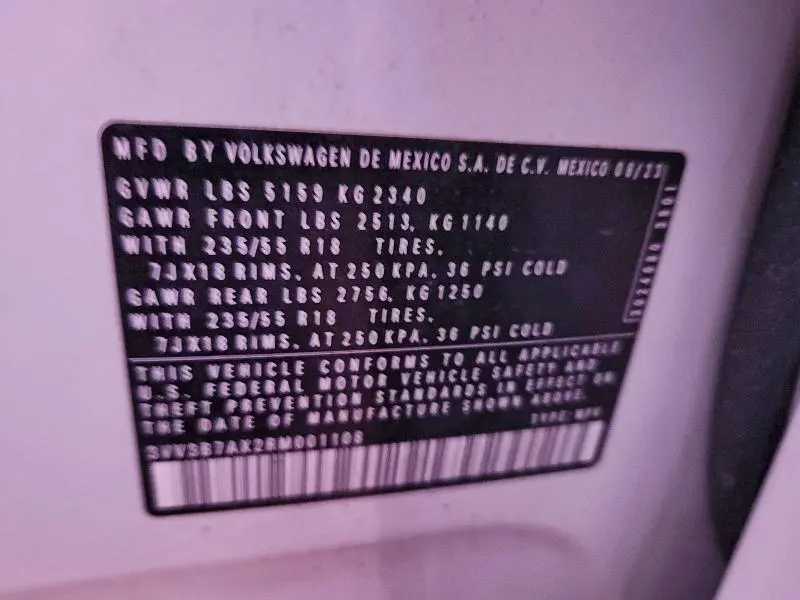 MFD BY VOLKSWAGEN DE MEXICO S.A. DE C.V. MEXICO 08/23
GVWR LBS 5159 KG 2340
GAWR FRONT LBS 2513, KG 1140
WITH 235/55 R18 TIRES,
7JX18 RIMS, AT 250 KPA, 36 PSI COLD
GAWR REAR LBS 2756, KG 1250
WITH 235/55 R18 TIRES,
7JX18 RIMS, AT 250 KPA, 36 PSI COLD
THIS VEHICLE CONFORMS TO ALL APPLICABLE
U.S. FEDERAL MOTOR VEHICLE SAFETY AND
THEFT PREVENTION STANDARDS IN EFFECT ON
THE DATE OF MANUFACTURE SHOWN ABOVE.
TYPE: MPV
3VV3B7AX2RM001108